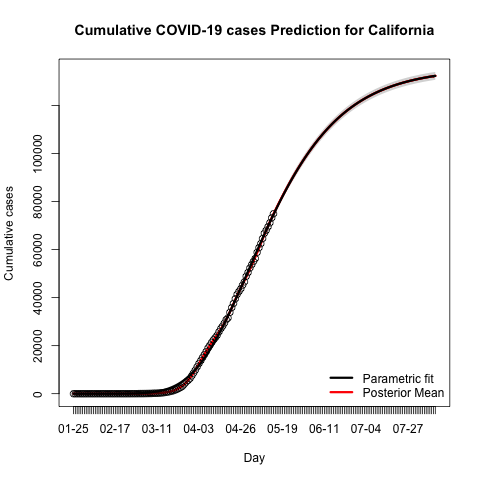 Cumulative COVID-19 cases Prediction for California
Cumulative cases
100000
80000
60000
40000
20000
0
Parametric fit
Posterior Mean
01-25 02-17 03-11 04-03 04-26 05-19 06-11 07-04 07-27
Day